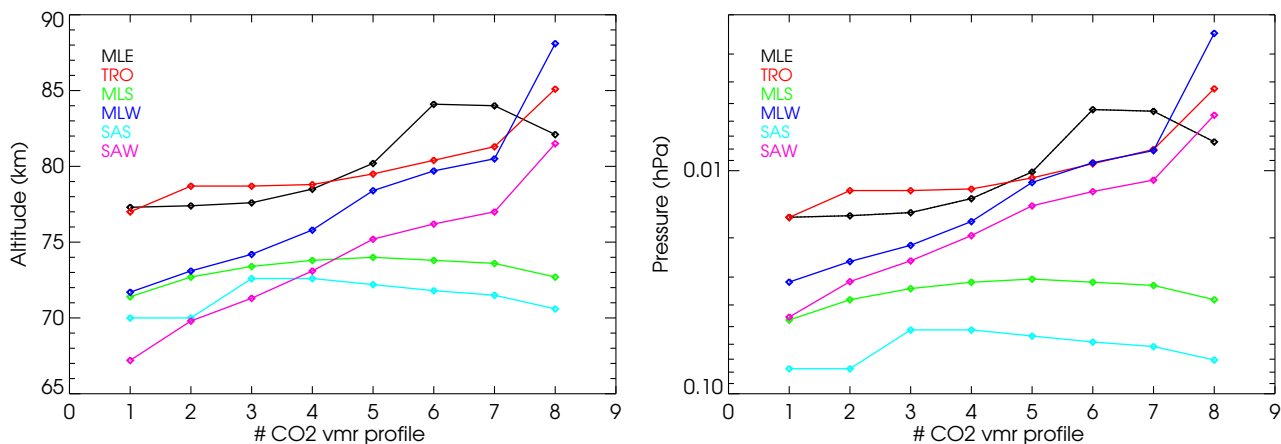 90
85
80
75
70
65
Altitude (km)
MLE
TRO
MLS
MLW
SAS
SAW
0 1 2 3 4 5 6 7 8 9
# CO2 vmr profile
0.01
0.10
Pressure (hPa)
MLE
TRO
MLS
MLW
SAS
SAW
0 1 2 3 4 5 6 7 8 9
# CO2 vmr profile